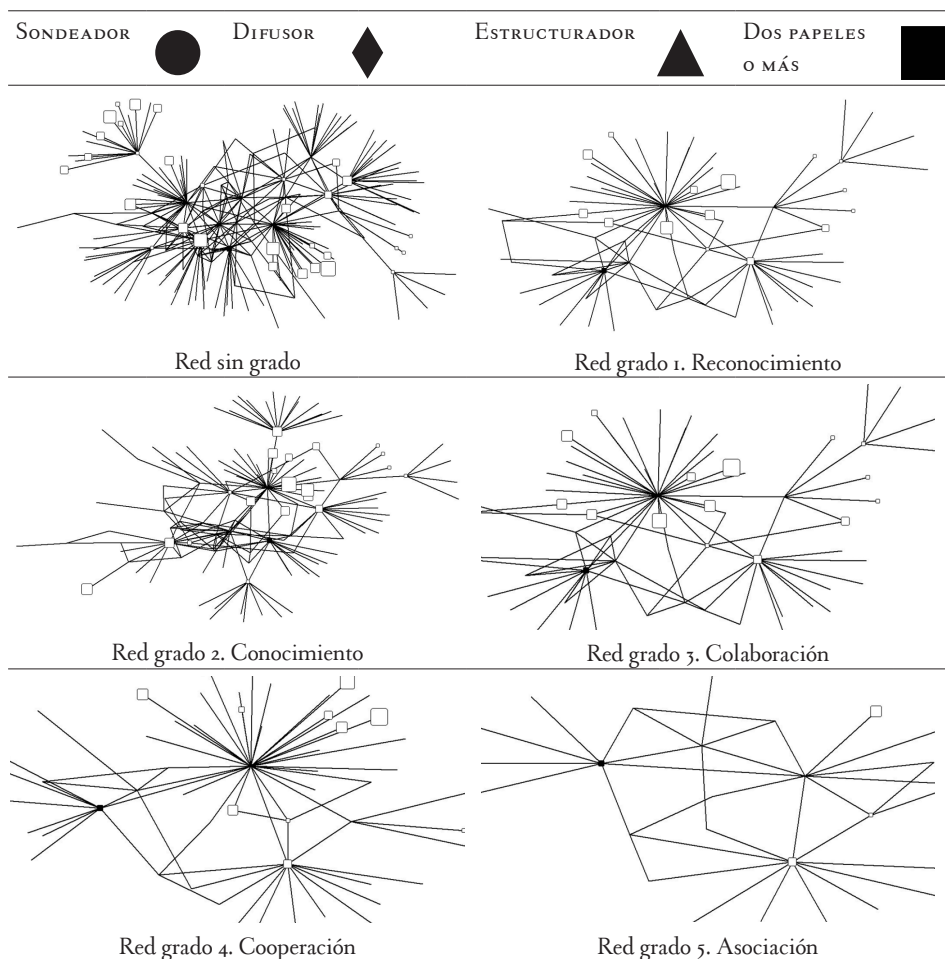 Sondeador
Difusor
Estructurador
Dos papeles
o más
Red sin grado
Red grado 1. Reconocimiento
Red grado 2. Conocimiento
Red grado 3. Colaboración
Red grado 4. Cooperación
Red grado 5. Asociación